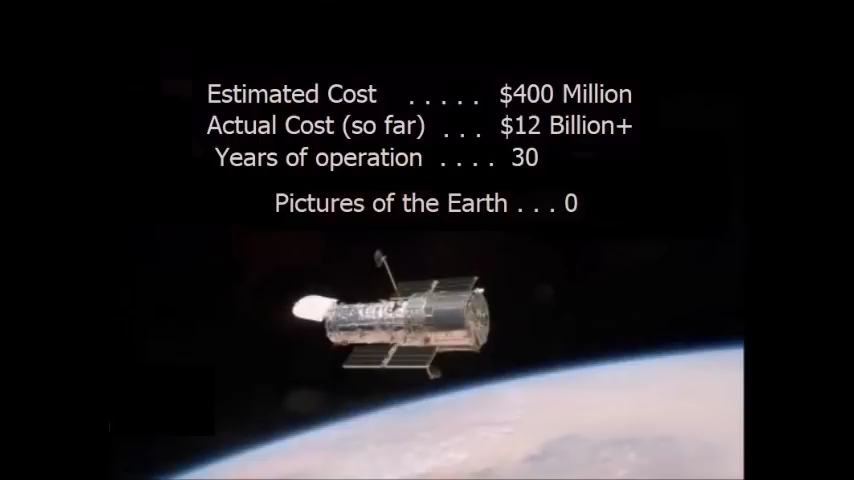 Estimated Cost ..... $400 Million
Actual Cost (so far) ... $12 Billion+
Years of operation .... 30
Pictures of the Earth ... 0